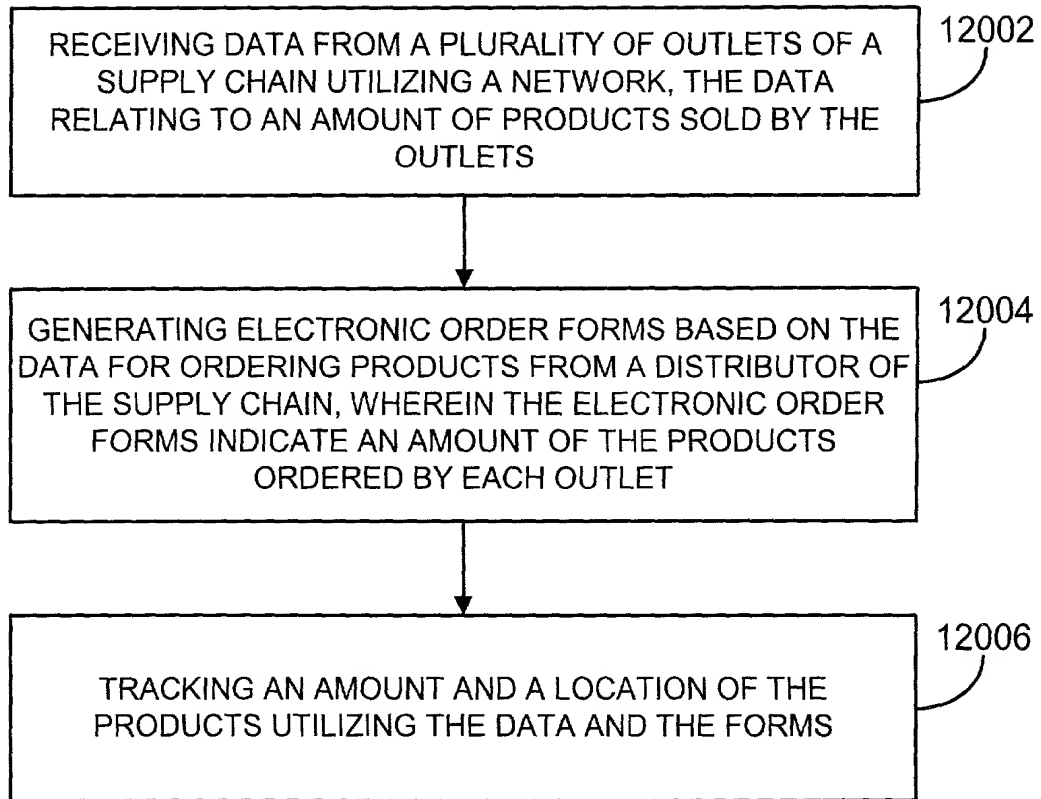 RECEIVING DATA FROM A PLURALITY OF OUTLETS OF A
SUPPLY CHAIN UTILIZING A NETWORK, THE DATA
RELATING TO AN AMOUNT OF PRODUCTS SOLD BY THE
OUTLETS
12002
GENERATING ELECTRONIC ORDER FORMS BASED ON THE
DATA FOR ORDERING PRODUCTS FROM A DISTRIBUTOR OF
THE SUPPLY CHAIN, WHEREIN THE ELECTRONIC ORDER
FORMS INDICATE AN AMOUNT OF THE PRODUCTS
ORDERED BY EACH OUTLET
12004
TRACKING AN AMOUNT AND A LOCATION OF THE
PRODUCTS UTILIZING THE DATA AND THE FORMS
12006